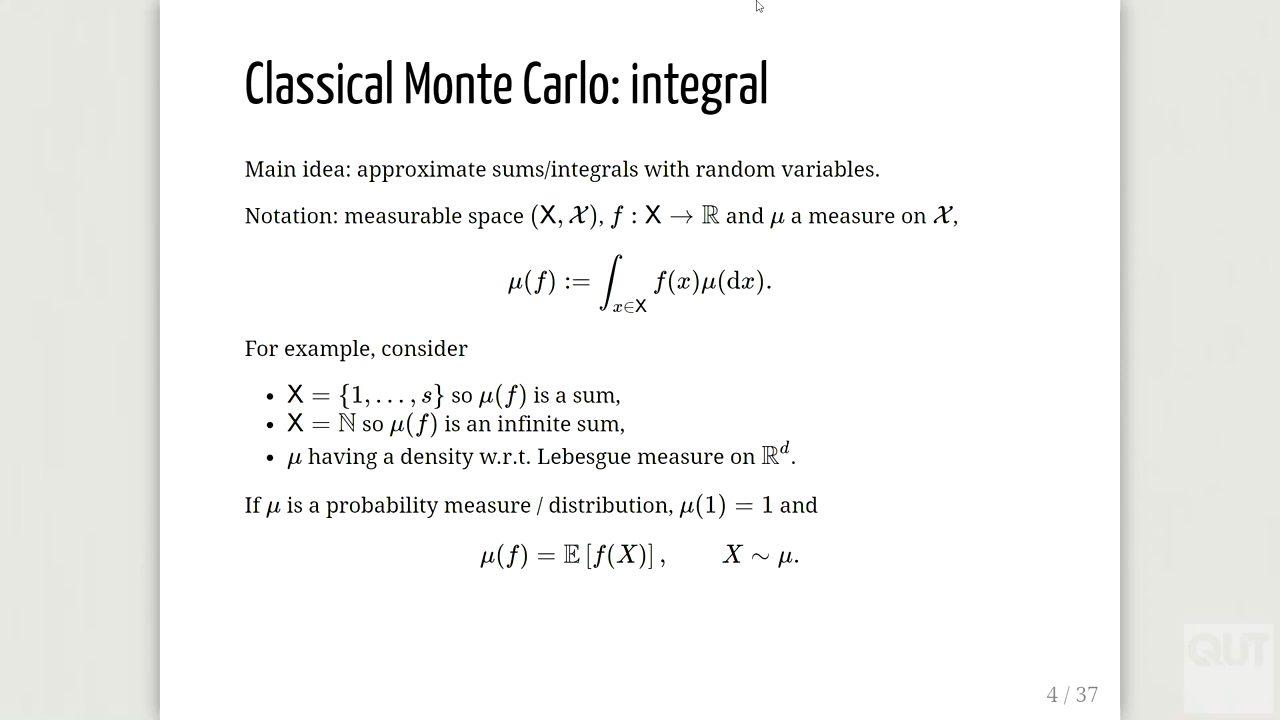 Classical Monte Carlo: integral
Main idea: approximate sums/integrals with random variables.
Notation: measurable space (X, 𝒳), f : X → ℝ and μ a measure on 𝒳,
μ(f) := ∫_{x∈X} f(x)μ(dx).
For example, consider
• X = {1, . . . , s} so μ(f) is a sum,
• X = ℕ so μ(f) is an infinite sum,
• μ having a density w.r.t. Lebesgue measure on ℝ^d.
If μ is a probability measure / distribution, μ(1) = 1 and
μ(f) = 𝔼 [f(X)] , X ∼ μ.
QUT
4 / 37